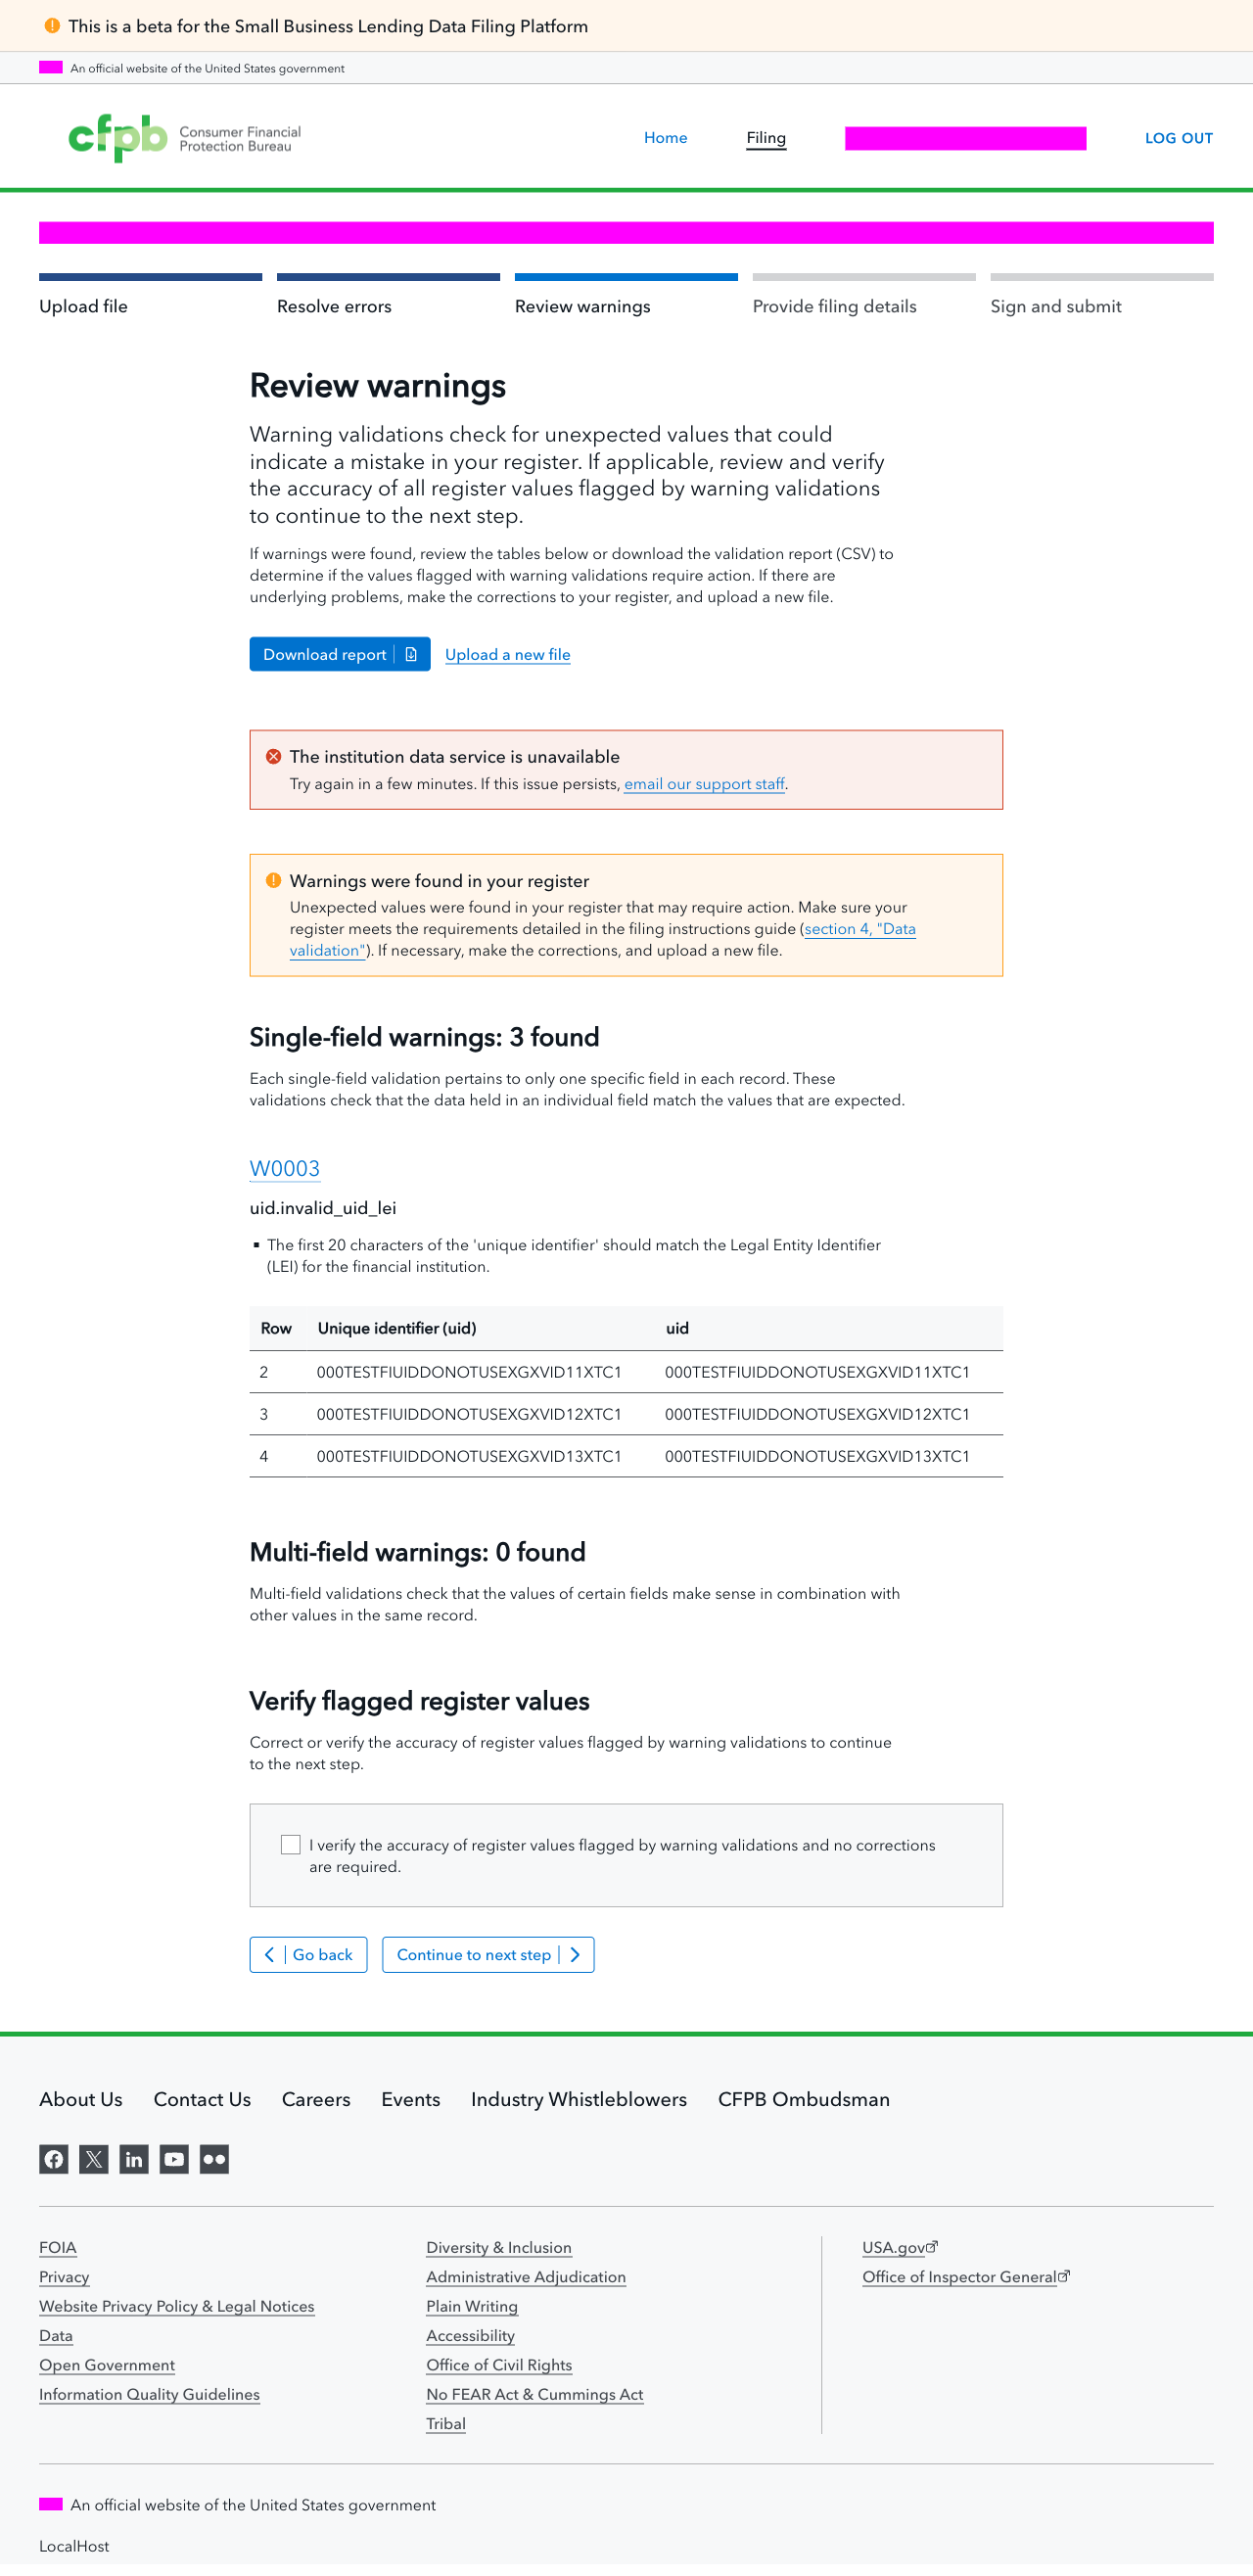 This is a beta for the Small Business Lending Data Filing Platform
An official website of the United States government
cfpb Consumer Financial
Protection Bureau
Home
Filing
LOG OUT
Upload file
Resolve errors
Review warnings
Provide filing details
Sign and submit
Review warnings
Warning validations check for unexpected values that could
indicate a mistake in your register. If applicable, review and verify
the accuracy of all register values flagged by warning validations
to continue to the next step.
If warnings were found, review the tables below or download the validation report (CSV) to
determine if the values flagged with warning validations require action. If there are
underlying problems, make the corrections to your register, and upload a new file.
Download report
Upload a new file
The institution data service is unavailable
Try again in a few minutes. If this issue persists, email our support staff.
Warnings were found in your register
Unexpected values were found in your register that may require action. Make sure your
register meets the requirements detailed in the filing instructions guide (section 4, "Data
validation"). If necessary, make the corrections, and upload a new file.
Single-field warnings: 3 found
Each single-field validation pertains to only one specific field in each record. These
validations check that the data held in an individual field match the values that are expected.
W0003
uid.invalid_uid_lei
The first 20 characters of the 'unique identifier' should match the Legal Entity Identifier
(LEI) for the financial institution.
Row Unique identifier (uid) uid
2 000TESTFIUIDDONOTUSEXGXVID11XTC1 000TESTFIUIDDONOTUSEXGXVID11XTC1
3 000TESTFIUIDDONOTUSEXGXVID12XTC1 000TESTFIUIDDONOTUSEXGXVID12XTC1
4 000TESTFIUIDDONOTUSEXGXVID13XTC1 000TESTFIUIDDONOTUSEXGXVID13XTC1
Multi-field warnings: 0 found
Multi-field validations check that the values of certain fields make sense in combination with
other values in the same record.
Verify flagged register values
Correct or verify the accuracy of register values flagged by warning validations to continue
to the next step.
I verify the accuracy of register values flagged by warning validations and no corrections
are required.
Go back
Continue to next step
About Us
Contact Us
Careers
Events
Industry Whistleblowers
CFPB Ombudsman
FOIA
Privacy
Website Privacy Policy & Legal Notices
Data
Open Government
Information Quality Guidelines
Diversity & Inclusion
Administrative Adjudication
Plain Writing
Accessibility
Office of Civil Rights
No FEAR Act & Cummings Act
Tribal
USA.gov
Office of Inspector General
An official website of the United States government
LocalHost